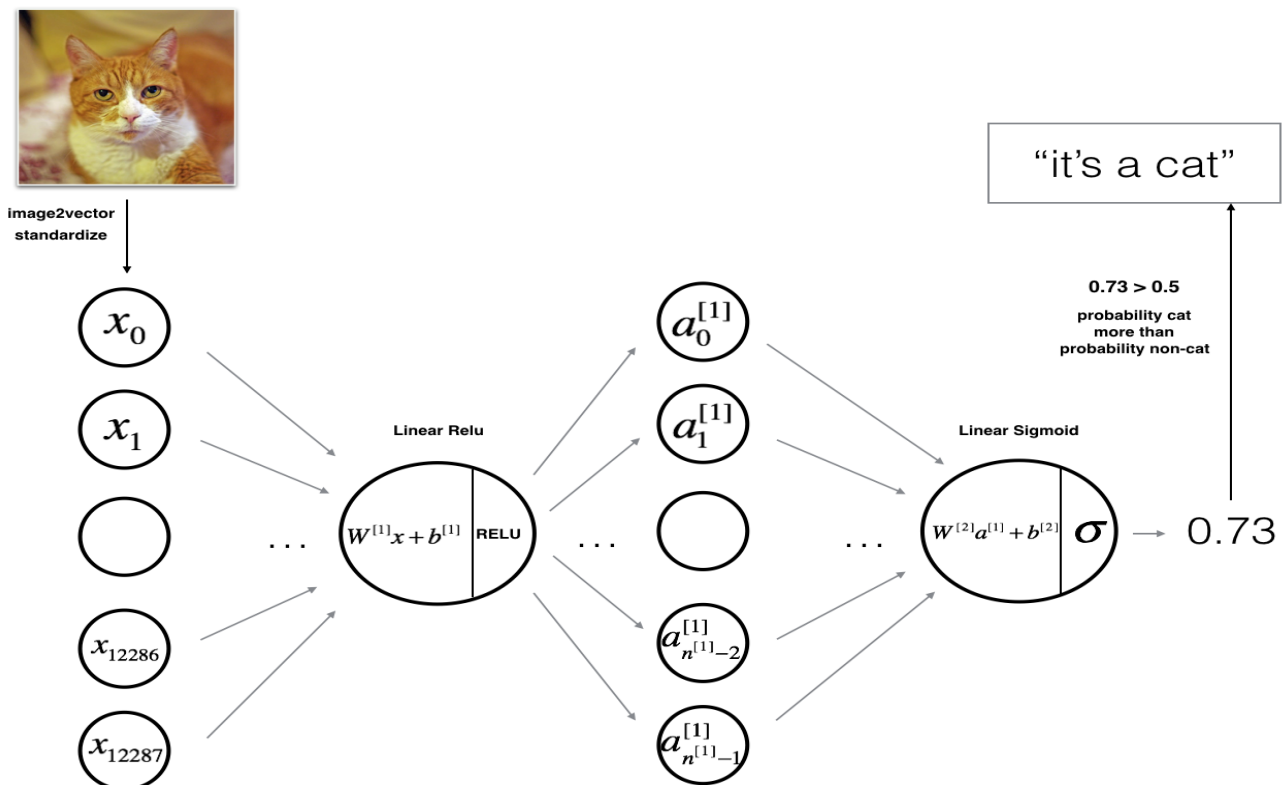 image2vector
standardize
x₀
x₁
x₁₂₂₈₆
x₁₂₂₈₇
. . .
Linear Relu
W^[1]x + b^[1]
RELU
. . .
a₀^[1]
a₁^[1]
a^[1]_{n^[1]−2}
a^[1]_{n^[1]−1}
. . .
Linear Sigmoid
W^[2]a^[1] + b^[2]
σ
0.73
0.73 > 0.5
probability cat
more than
probability non-cat
“it’s a cat”